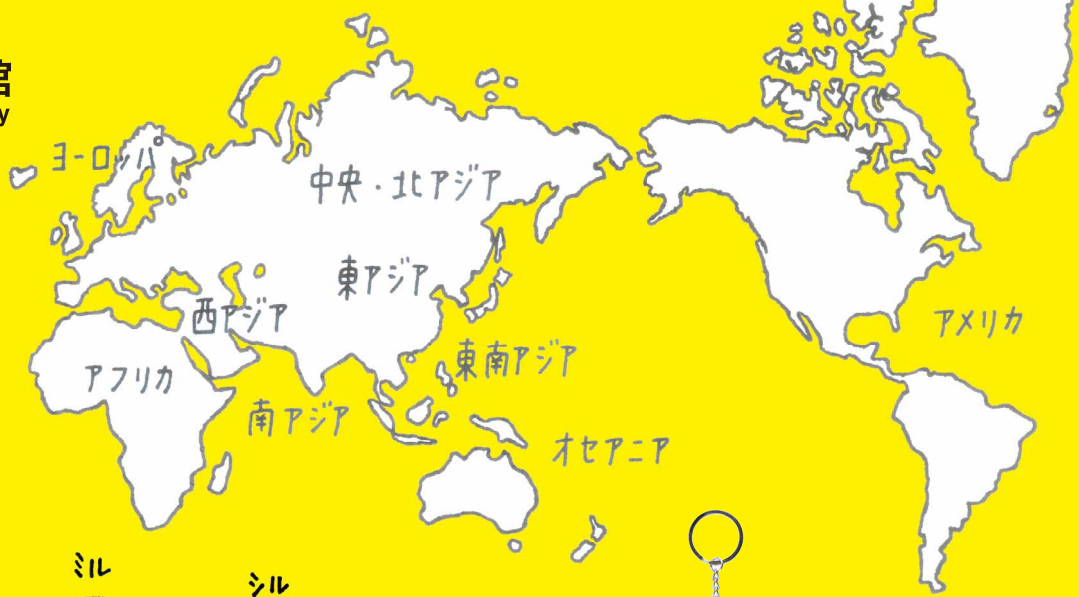 館
y
ヨーロッパ
中央・北アジア
東アジア
西アジア
アメリカ
東南アジア
アフリカ
南アジア
オセアニア
ミル
シル